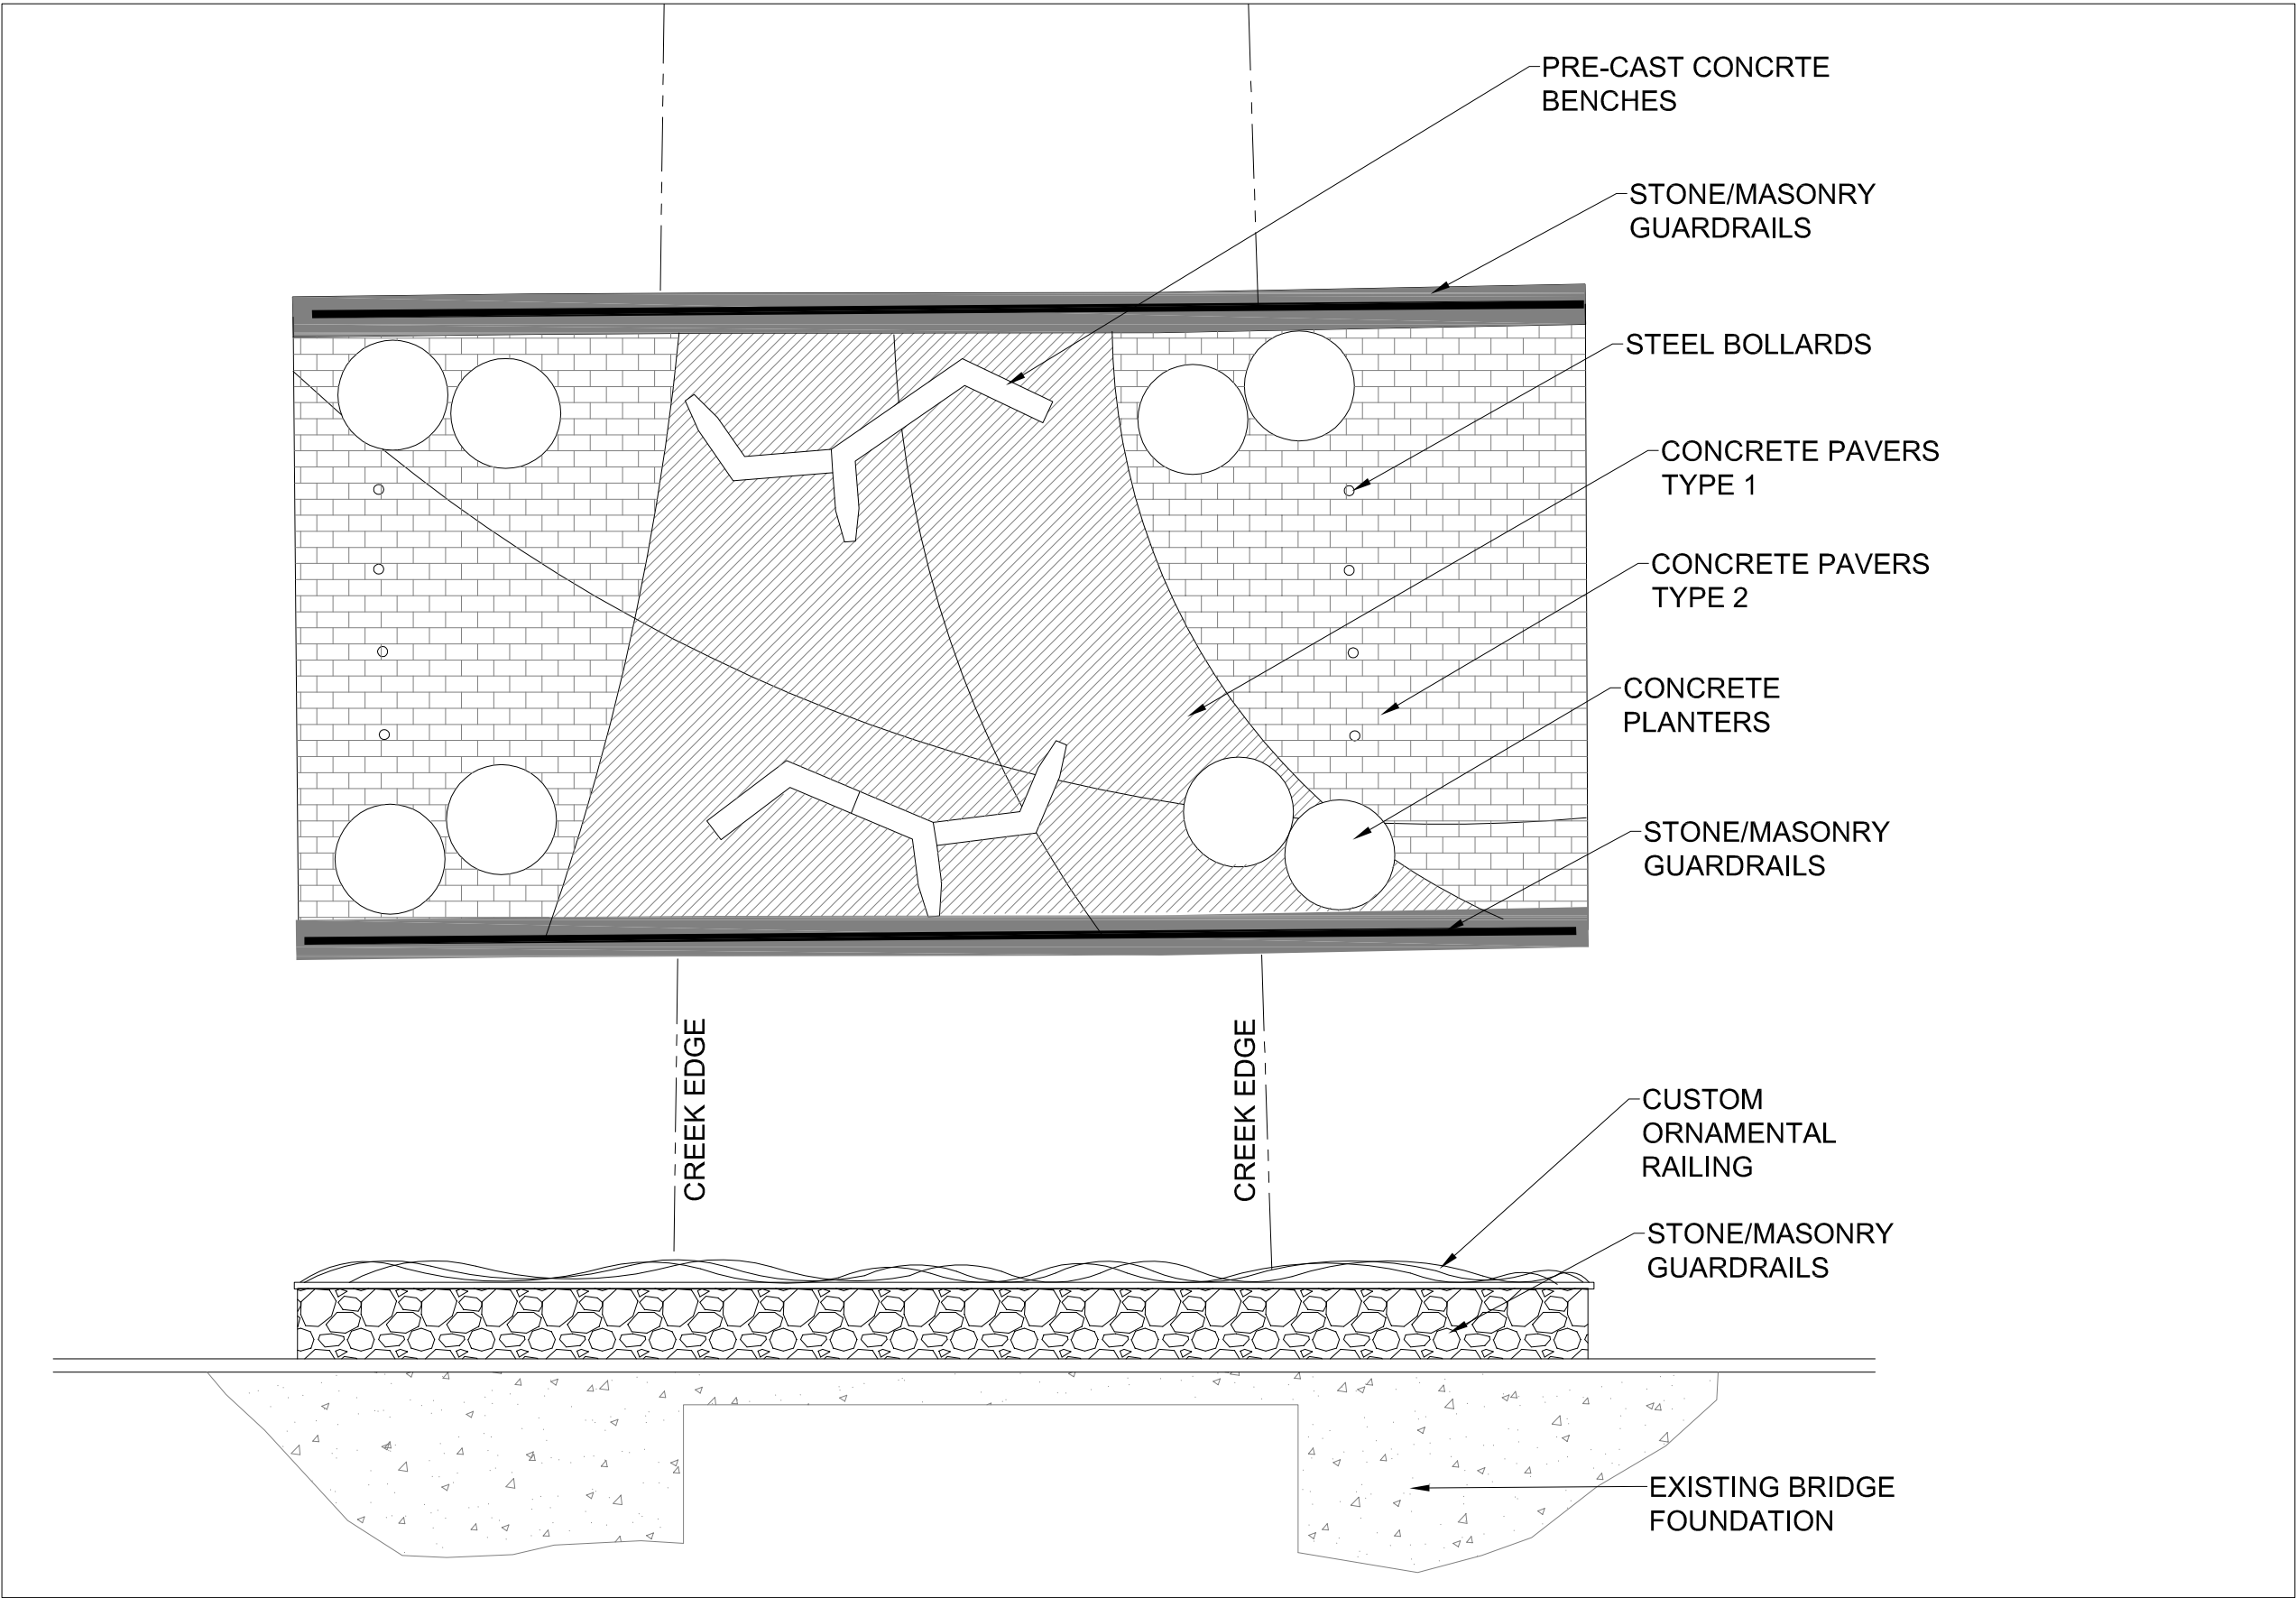 PRE-CAST CONCRTE
BENCHES
STONE/MASONRY
GUARDRAILS
STEEL BOLLARDS
CONCRETE PAVERS
TYPE 1
CONCRETE PAVERS
TYPE 2
CONCRETE
PLANTERS
STONE/MASONRY
GUARDRAILS
CREEK EDGE
CREEK EDGE
CUSTOM
ORNAMENTAL
RAILING
STONE/MASONRY
GUARDRAILS
EXISTING BRIDGE
FOUNDATION